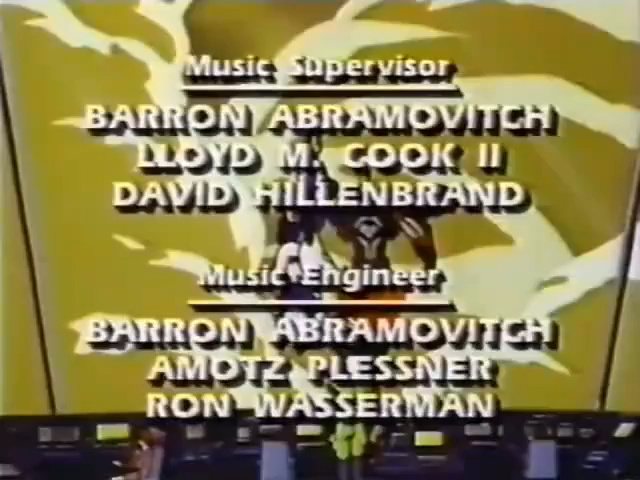 Music Supervisor
BARRON ABRAMOVITCH
LLOYD M. COOK II
DAVID HILLENBRAND
Music Engineer
BARRON ABRAMOVITCH
AMOTZ PLESSNER
RON WASSERMAN